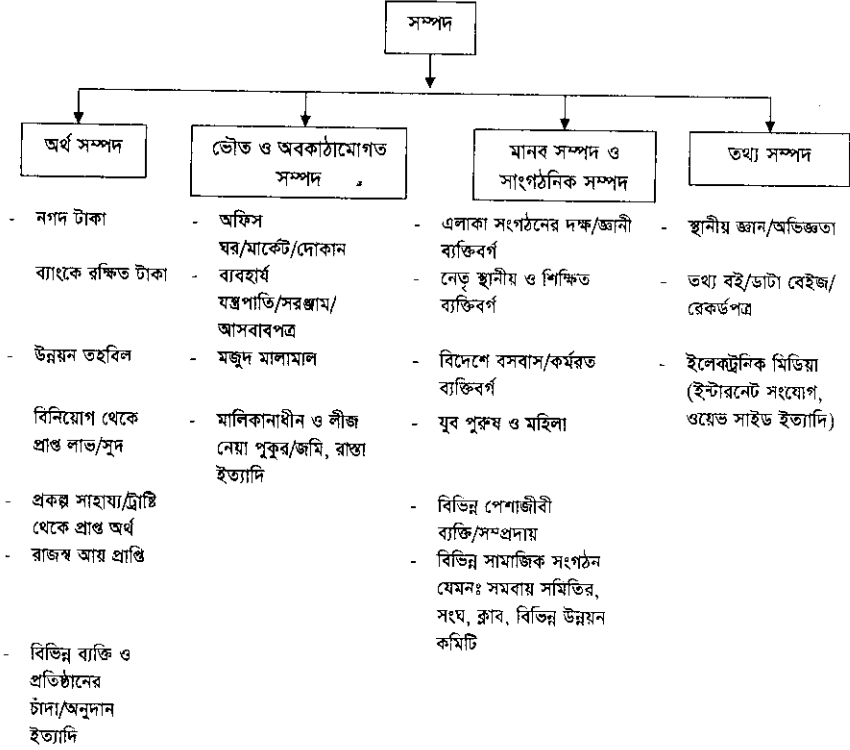 সম্পদ
অর্থ সম্পদ
- নগদ টাকা
ব্যাংকে রক্ষিত টাকা
- উন্নয়ন তহবিল
বিনিয়োগ থেকে
প্রাপ্ত লাভ/সুদ
- প্রকল্প সাহায্য/ট্রাষ্টি
থেকে প্রাপ্ত অর্থ
- রাজস্ব আয় প্রাপ্তি
- বিভিন্ন ব্যক্তি ও
প্রতিষ্ঠানের
চাঁদা/অনুদান
ইত্যাদি
ভৌত ও অবকাঠামোগত
সম্পদ
- অফিস
ঘর/মার্কেট/দোকান
- ব্যবহার্য
যন্ত্রপাতি/সরঞ্জাম/
আসবাবপত্র
- মজুদ মালামাল
- মালিকানাধীন ও লীজ
নেয়া পুকুর/জমি, রাস্তা
ইত্যাদি
মানব সম্পদ ও
সাংগঠনিক সম্পদ
- এলাকা সংগঠনের দক্ষ/জ্ঞানী
ব্যক্তিবর্গ
- নেতৃ স্থানীয় ও শিক্ষিত
ব্যক্তিবর্গ
- বিদেশে বসবাস/কর্মরত
ব্যক্তিবর্গ
- যুব পুরুষ ও মহিলা
- বিভিন্ন পেশাজীবী
ব্যক্তি/সম্প্রদায়
- বিভিন্ন সামাজিক সংগঠন
যেমনঃ সমবায় সমিতির,
সংঘ, ক্লাব, বিভিন্ন উন্নয়ন
কমিটি
তথ্য সম্পদ
- স্থানীয় জ্ঞান/অভিজ্ঞতা
- তথ্য বই/ডাটা বেইজ/
রেকর্ডপত্র
- ইলেকট্রনিক মিডিয়া
(ইন্টারনেট সংযোগ,
ওয়েভ সাইড ইত্যাদি)